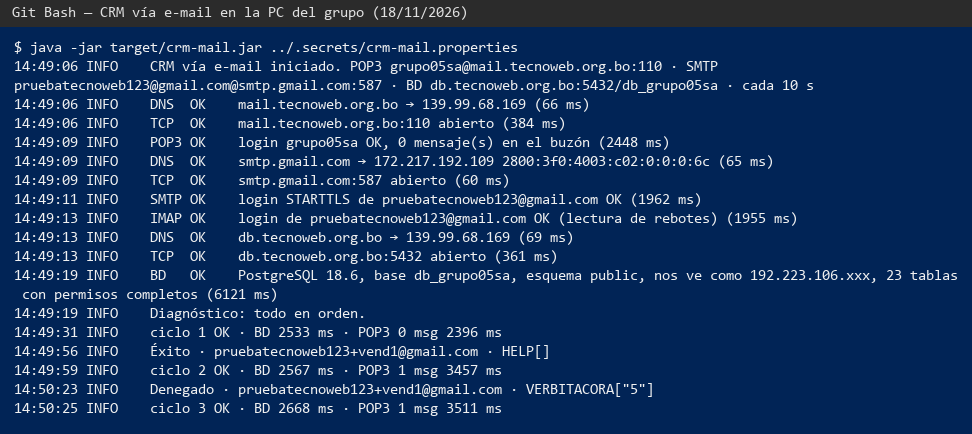 Git Bash — CRM vía e-mail en la PC del grupo (18/11/2026)
$ java -jar target/crm-mail.jar ../.secrets/crm-mail.properties
14:49:06 INFO    CRM vía e-mail iniciado. POP3 grupo05sa@mail.tecnoweb.org.bo:110 · SMTP
pruebatecnoweb123@gmail.com@smtp.gmail.com:587 · BD db.tecnoweb.org.bo:5432/db_grupo05sa · cada 10 s
14:49:06 INFO    DNS  OK    mail.tecnoweb.org.bo → 139.99.68.169 (66 ms)
14:49:06 INFO    TCP  OK    mail.tecnoweb.org.bo:110 abierto (384 ms)
14:49:09 INFO    POP3 OK    login grupo05sa OK, 0 mensaje(s) en el buzón (2448 ms)
14:49:09 INFO    DNS  OK    smtp.gmail.com → 172.217.192.109 2800:3f0:4003:c02:0:0:0:6c (65 ms)
14:49:09 INFO    TCP  OK    smtp.gmail.com:587 abierto (60 ms)
14:49:11 INFO    SMTP OK    login STARTTLS de pruebatecnoweb123@gmail.com OK (1962 ms)
14:49:13 INFO    IMAP OK    login de pruebatecnoweb123@gmail.com OK (lectura de rebotes) (1955 ms)
14:49:13 INFO    DNS  OK    db.tecnoweb.org.bo → 139.99.68.169 (69 ms)
14:49:13 INFO    TCP  OK    db.tecnoweb.org.bo:5432 abierto (361 ms)
14:49:19 INFO    BD   OK    PostgreSQL 18.6, base db_grupo05sa, esquema public, nos ve como 192.223.106.xxx, 23 tablas
con permisos completos (6121 ms)
14:49:19 INFO    Diagnóstico: todo en orden.
14:49:31 INFO    ciclo 1 OK · BD 2533 ms · POP3 0 msg 2396 ms
14:49:56 INFO    Éxito · pruebatecnoweb123+vend1@gmail.com · HELP[]
14:49:59 INFO    ciclo 2 OK · BD 2567 ms · POP3 1 msg 3457 ms
14:50:23 INFO    Denegado · pruebatecnoweb123+vend1@gmail.com · VERBITACORA["5"]
14:50:25 INFO    ciclo 3 OK · BD 2668 ms · POP3 1 msg 3511 ms